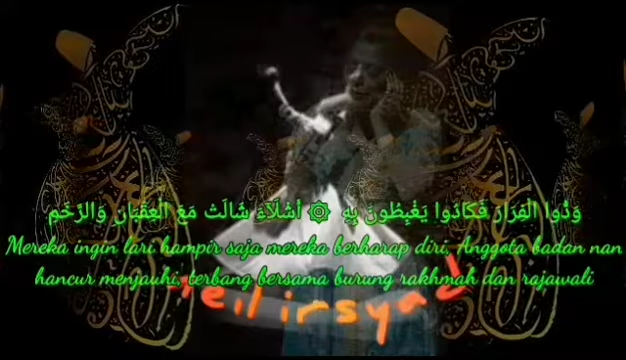 وَدُّوا الْفِرَارَ فَكَادُوا يَغْبِطُونَ بِهِ ۞ أَشْلَآءَ شَالَتْ مَعَ الْعِقْبَانِ وَالرَّخَمِ
Mereka ingin lari hampir saja mereka berharap diri, Anggota badan nan
hancur menjauhi, terbang bersama burung rakhmah dan rajawali
eil irsyad